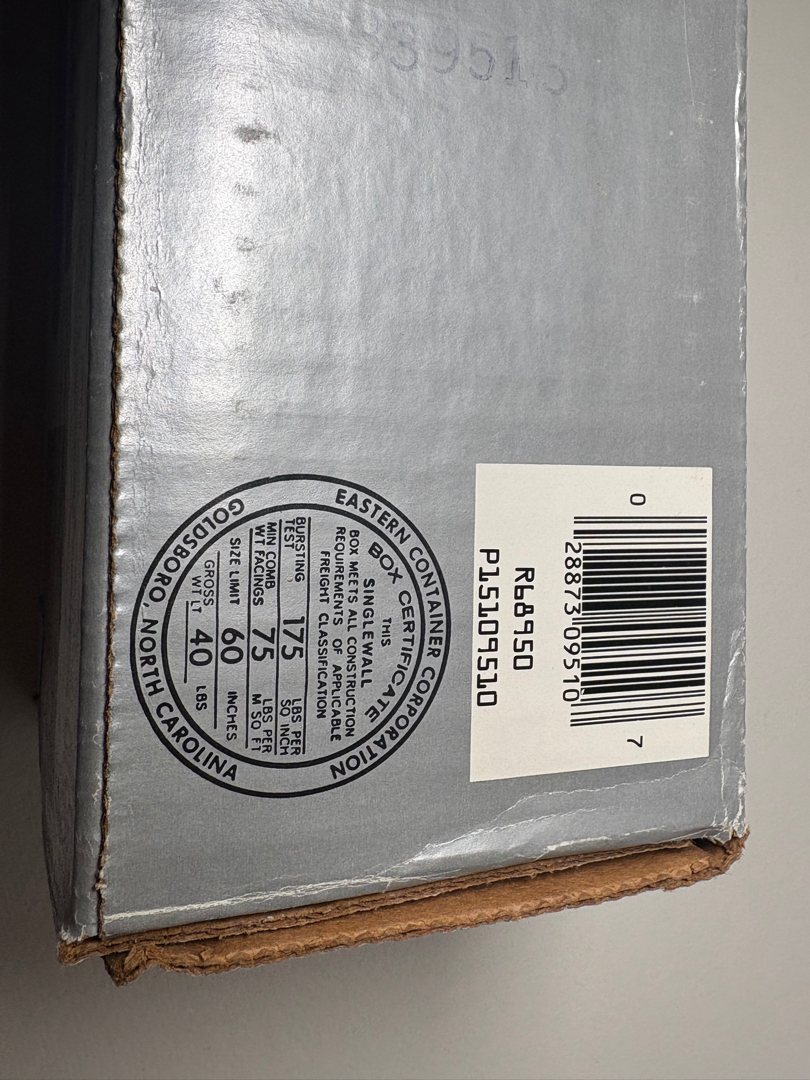 EASTERN CONTAINER CORPORATION
BOX CERTIFICATE
THIS
SINGLEWALL
BOX MEETS ALL CONSTRUCTION
REQUIREMENTS OF APPLICABLE
FREIGHT CLASSIFICATION
BURSTING TEST 175 LBS PER SQ INCH
MIN COMB WT FACINGS 75 LBS PER M SQ FT
SIZE LIMIT 60 INCHES
GROSS WT LT 40 LBS
GOLDSBORO, NORTH CAROLINA
0 28873 09510 7
R68950
P15109510